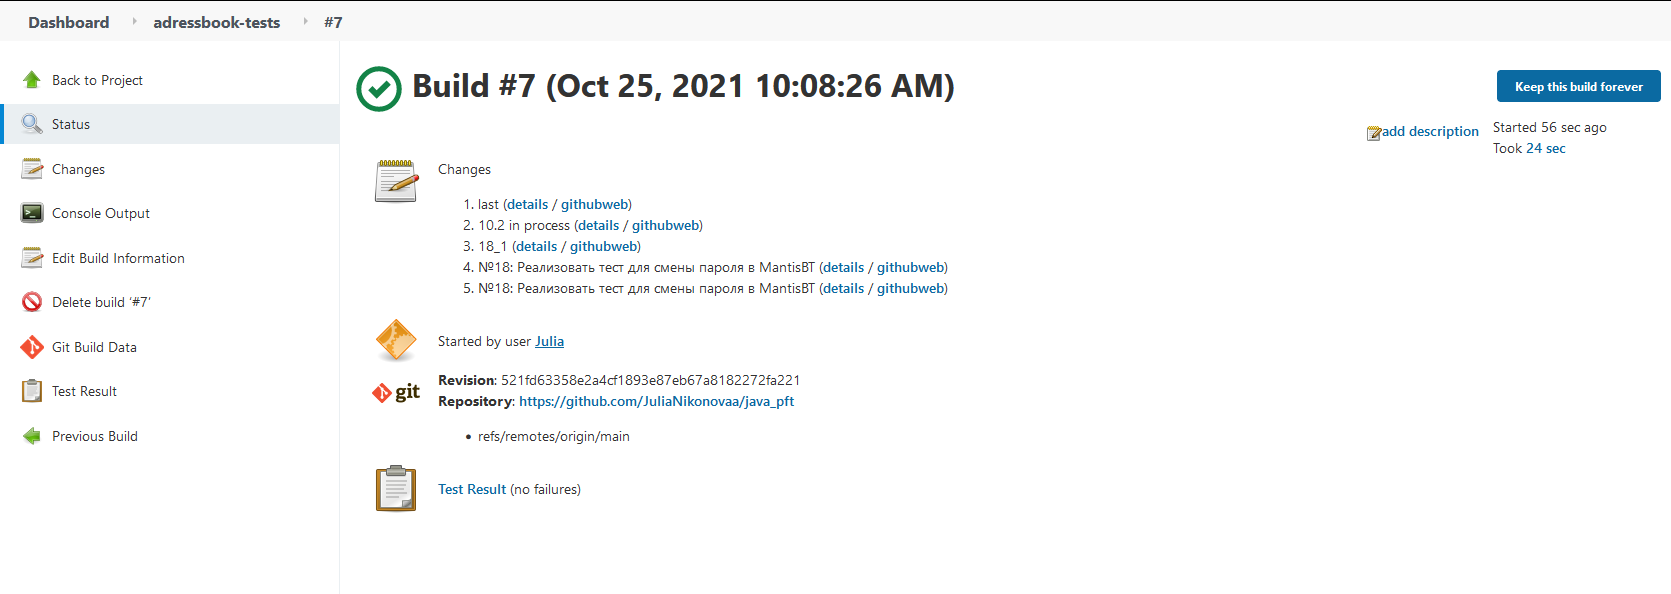 Dashboard adressbook-tests #7
Back to Project
Status
Changes
Console Output
Edit Build Information
Delete build ‘#7’
Git Build Data
Test Result
Previous Build
Build #7 (Oct 25, 2021 10:08:26 AM)
Keep this build forever
add description
Started 56 sec ago
Took 24 sec
Changes
1. last (details / githubweb)
2. 10.2 in process (details / githubweb)
3. 18_1 (details / githubweb)
4. №18: Реализовать тест для смены пароля в MantisBT (details / githubweb)
5. №18: Реализовать тест для смены пароля в MantisBT (details / githubweb)
Started by user Julia
git
Revision: 521fd63358e2a4cf1893e87eb67a8182272fa221
Repository: https://github.com/JuliaNikonovaa/java_pft
• refs/remotes/origin/main
Test Result (no failures)